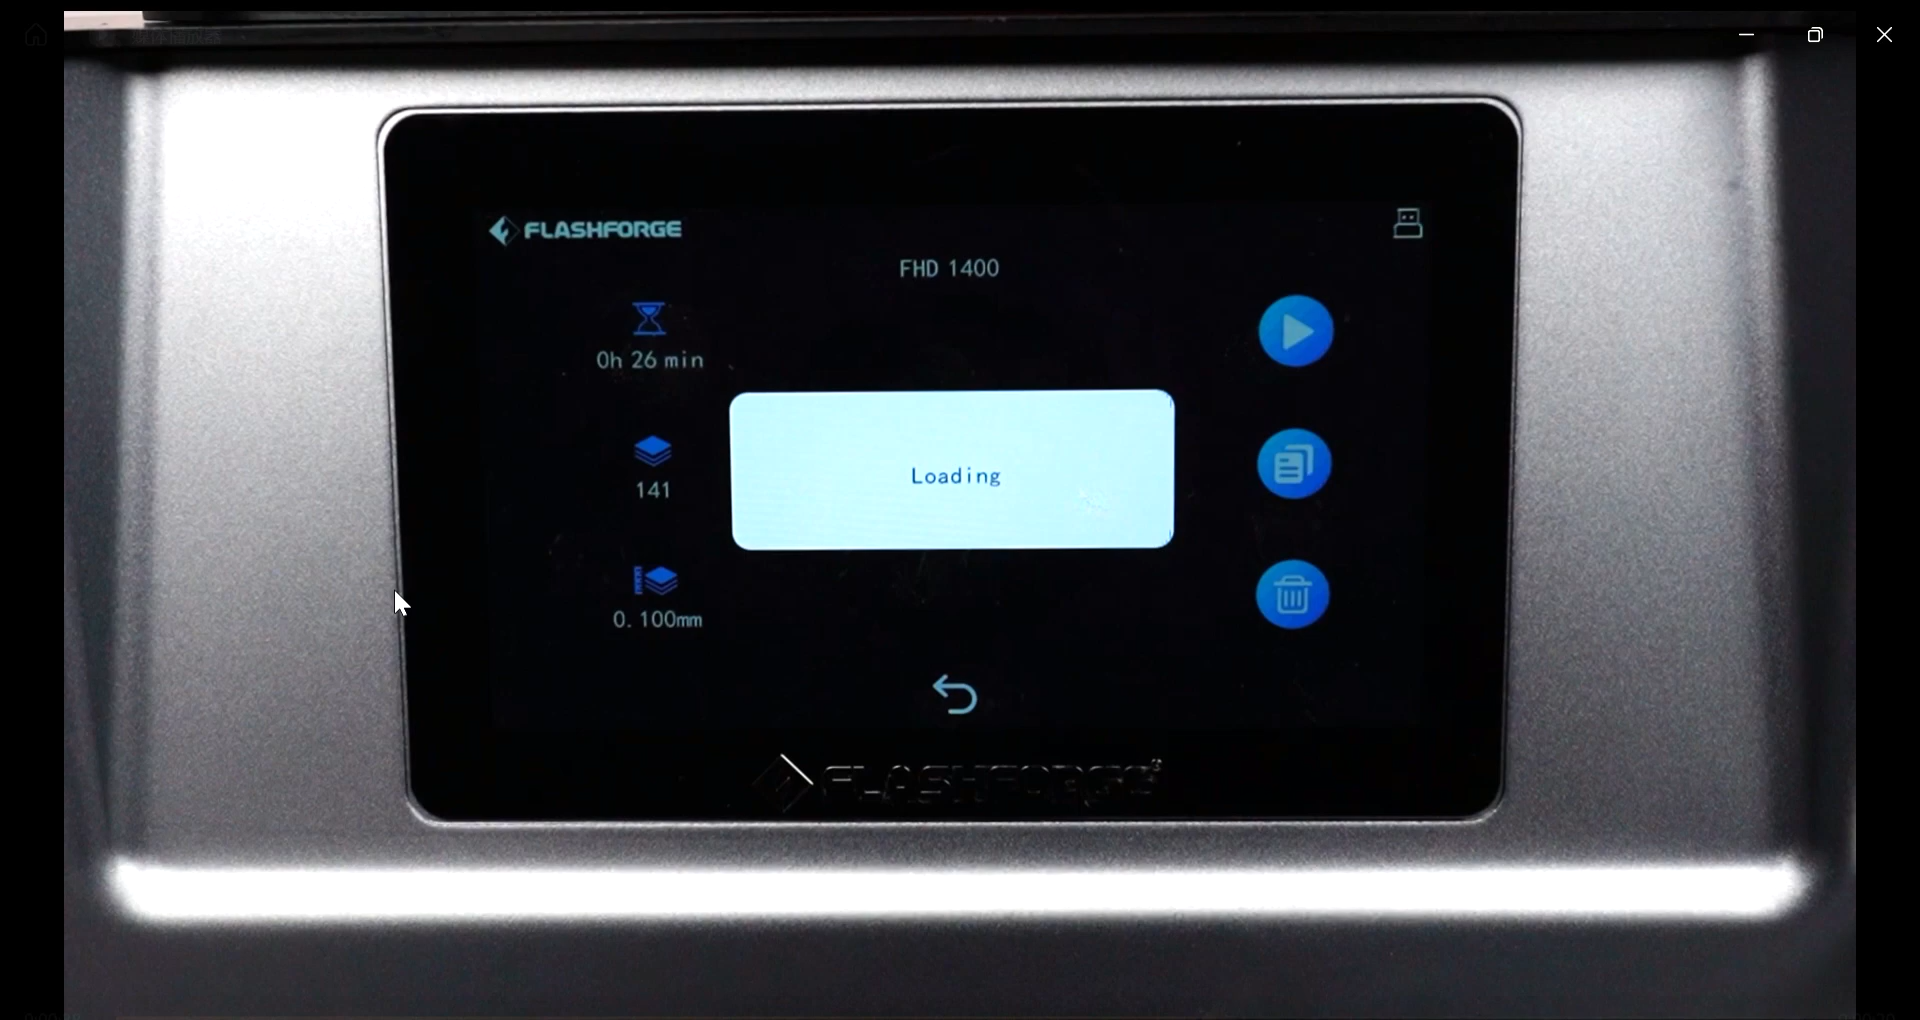 FLASHFORGE
FHD 1400
0h 26 min
Loading
141
0.100mm
FLASHFORGE